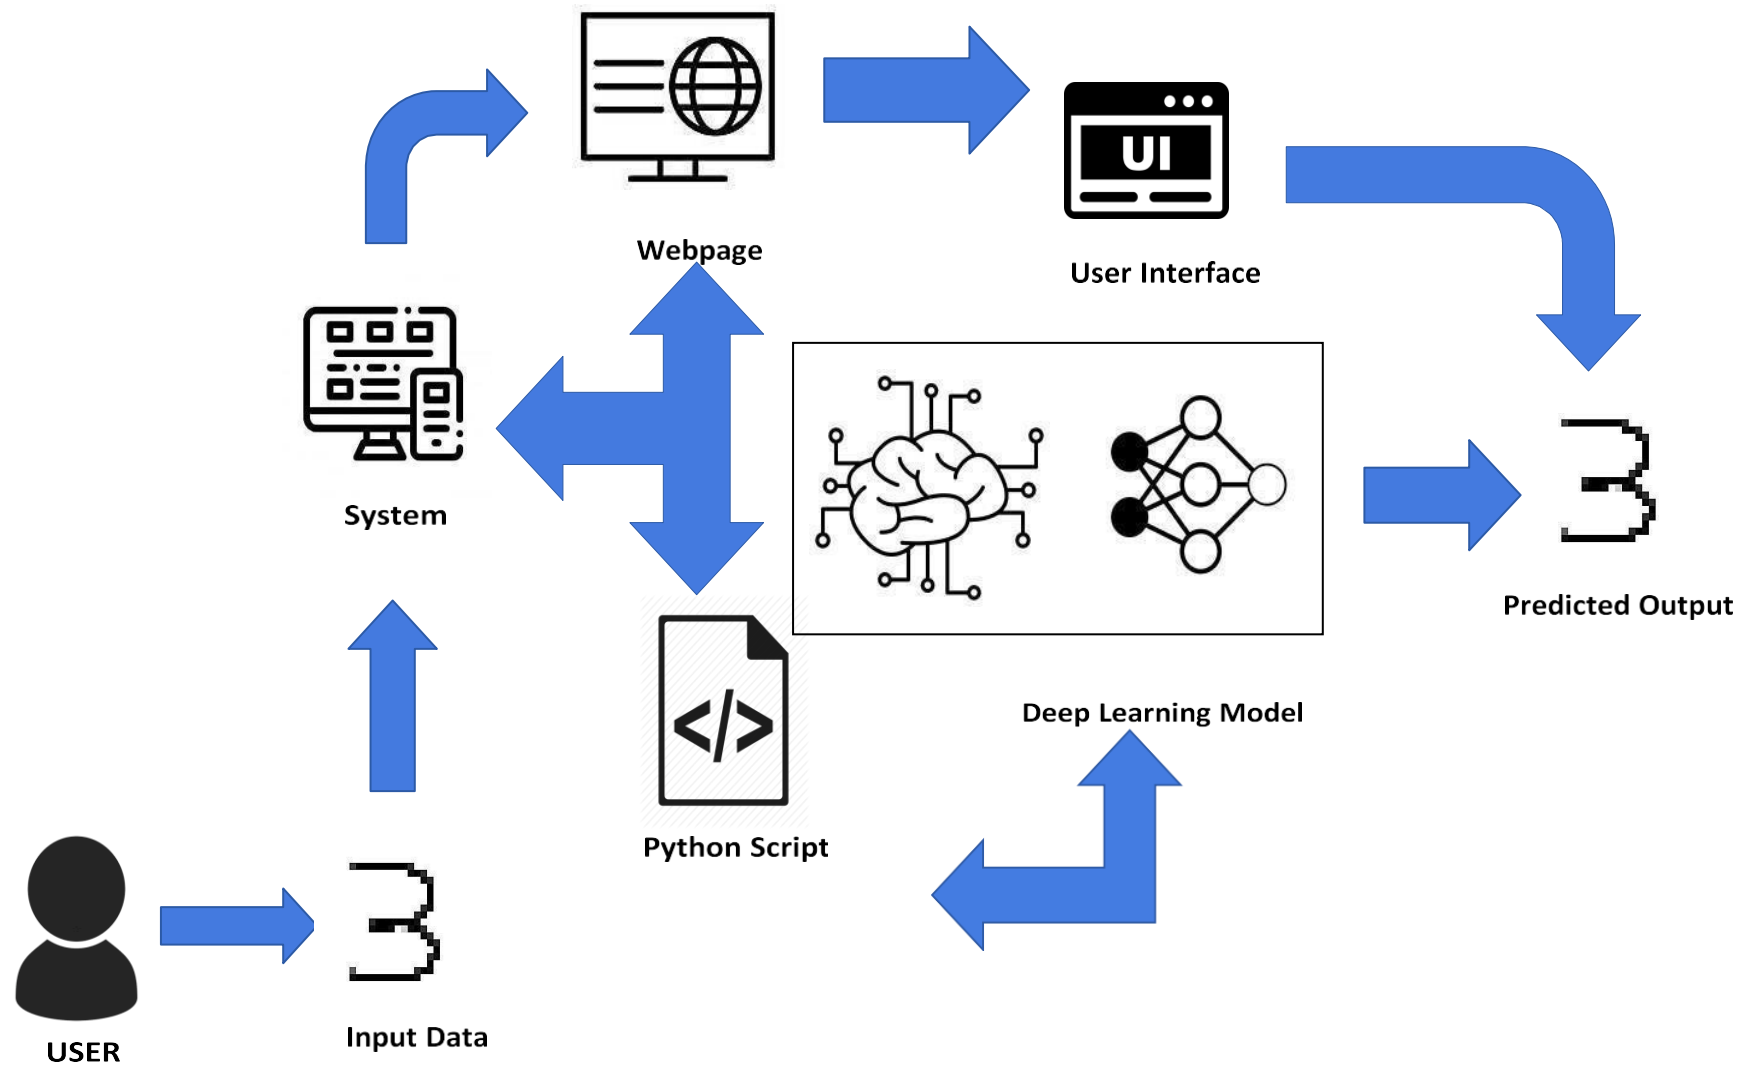 UI
Webpage
User Interface
System
3
Predicted Output
Deep Learning Model
</>
Python Script
3
Input Data
USER